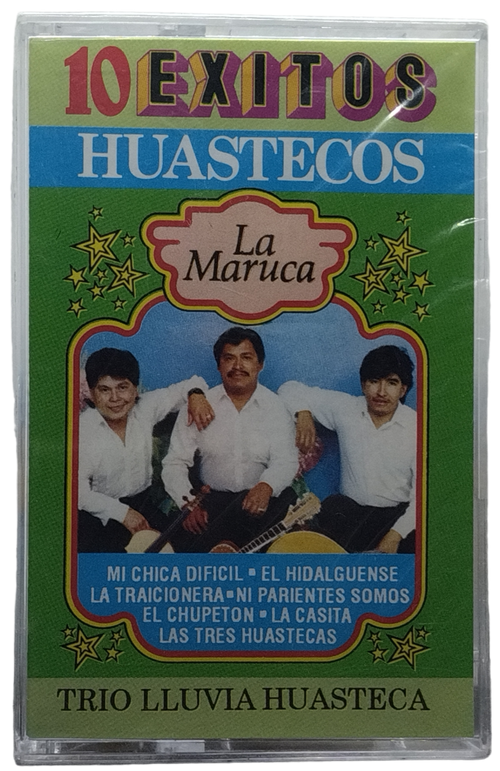 10 EXITOS
HUASTECOS
La
Maruca
MI CHICA DIFICIL ▪ EL HIDALGUENSE
LA TRAICIONERA ▪ NI PARIENTES SOMOS
EL CHUPETON ▪ LA CASITA
LAS TRES HUASTECAS
TRIO LLUVIA HUASTECA